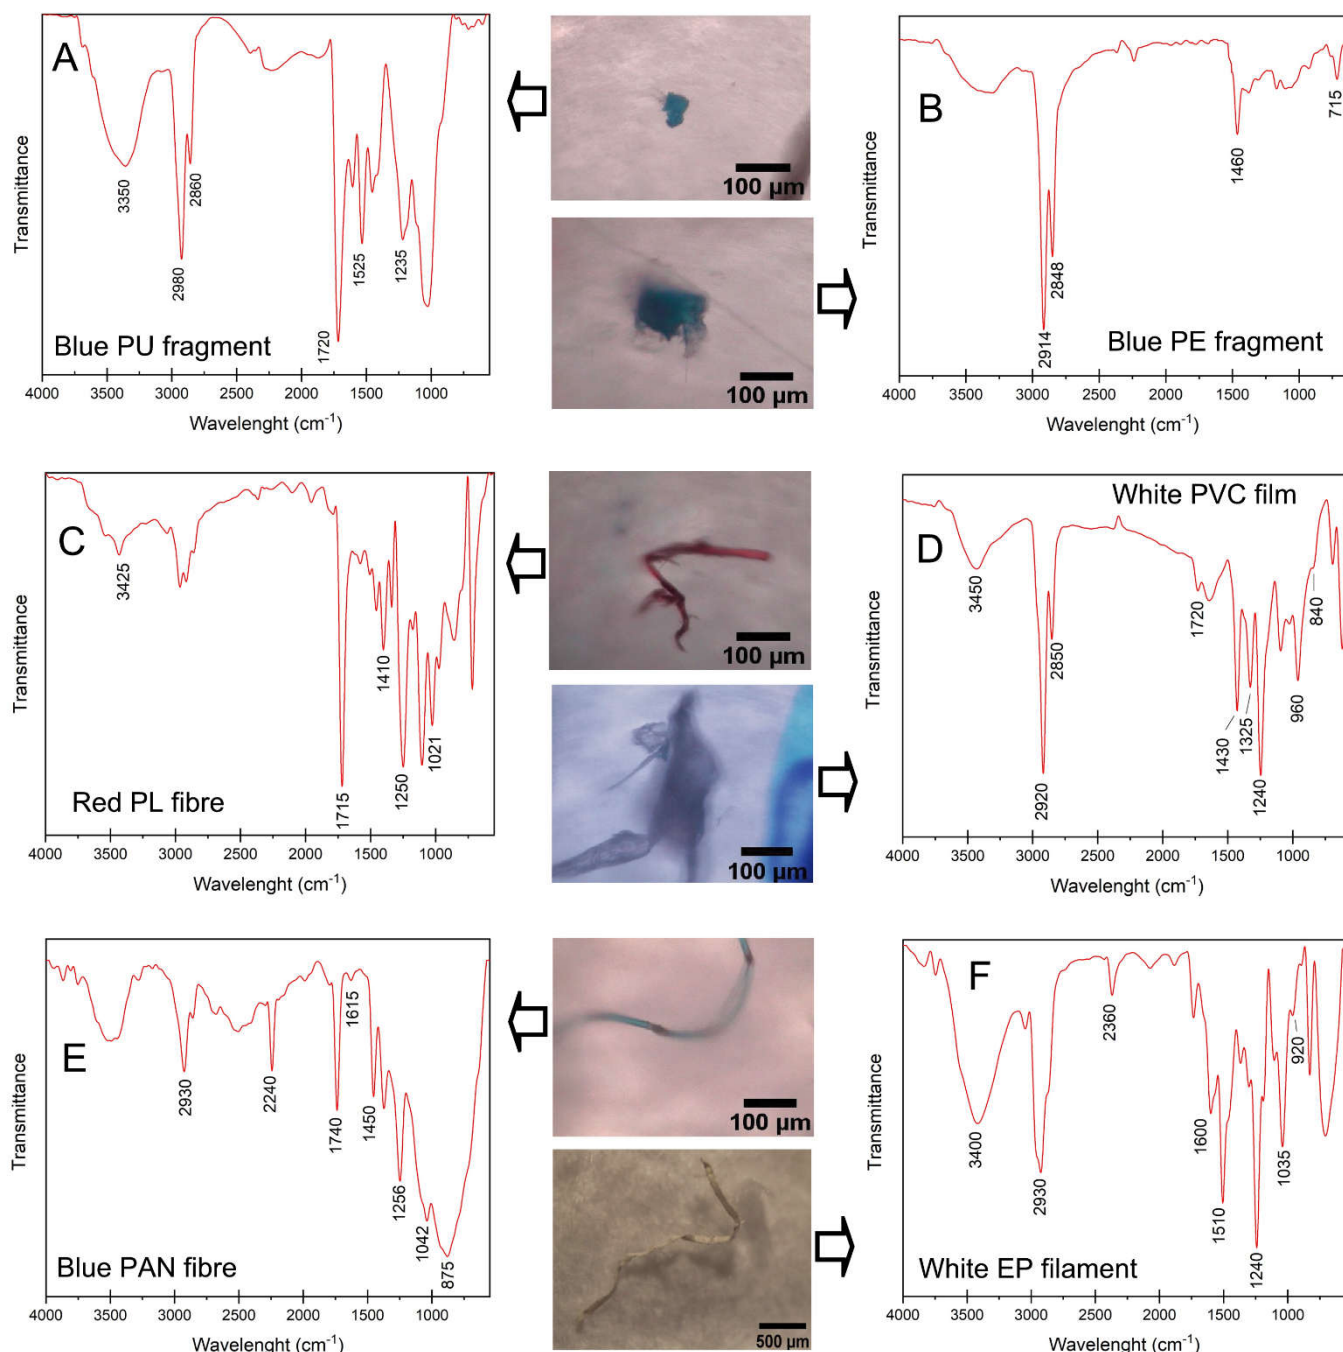 A
Transmittance
3350
2980
2860
1720
1525
1235
Blue PU fragment
4000 3500 3000 2500 2000 1500 1000
Wavelenght (cm⁻¹)
100 µm
100 µm
B
Transmittance
2914
2848
1460
715
Blue PE fragment
4000 3500 3000 2500 2000 1500 1000
Wavelenght (cm⁻¹)
C
Transmittance
3425
1715
1410
1250
1021
Red PL fibre
4000 3500 3000 2500 2000 1500 1000
Wavelenght (cm⁻¹)
100 µm
100 µm
White PVC film
D
Transmittance
3450
2920
2850
1720
1430
1325
1240
960
840
4000 3500 3000 2500 2000 1500 1000
Wavelenght (cm⁻¹)
E
Transmittance
2930
2240
1740
1615
1450
1256
1042
875
Blue PAN fibre
4000 3500 3000 2500 2000 1500 1000
Wavelenght (cm⁻¹)
100 µm
500 µm
F
Transmittance
3400
2930
2360
1600
1510
1240
1035
920
White EP filament
4000 3500 3000 2500 2000 1500 1000
Wavelenght (cm⁻¹)